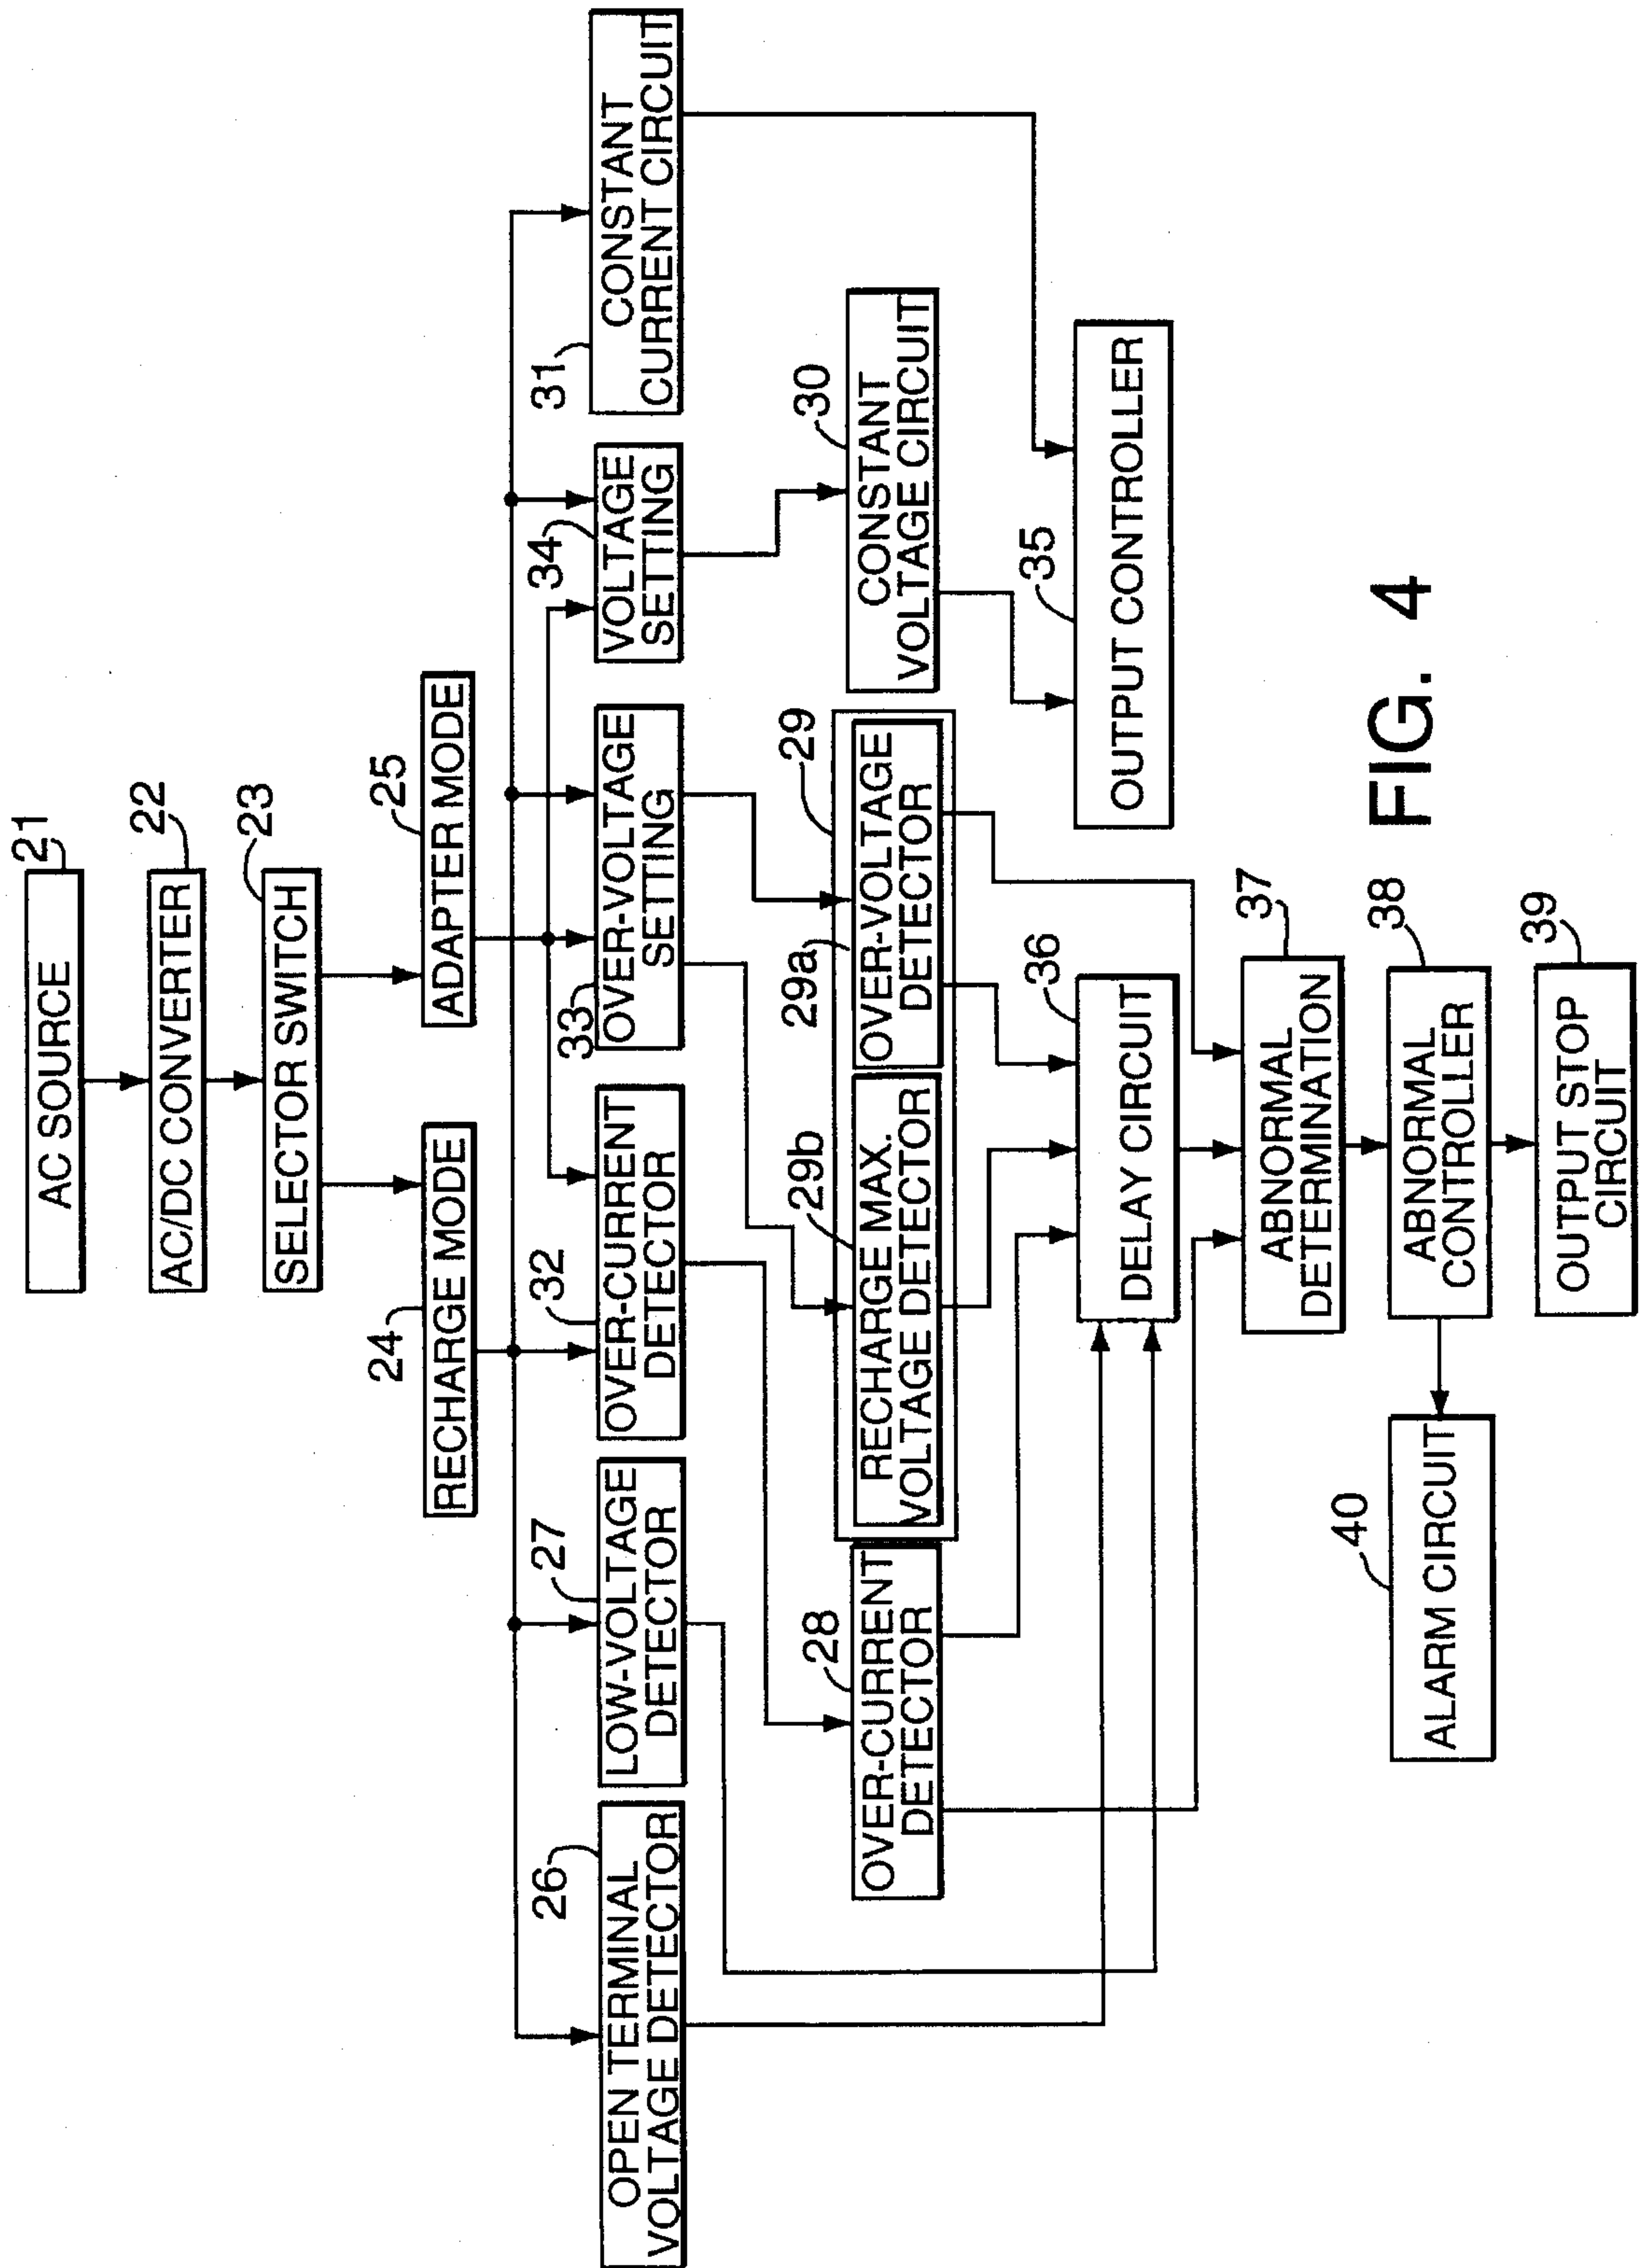 21
AC SOURCE
22
AC/DC CONVERTER
23
SELECTOR SWITCH
24
RECHARGE MODE
25
ADAPTER MODE
26
OPEN TERMINAL
VOLTAGE DETECTOR
27
LOW-VOLTAGE
DETECTOR
32
OVER-CURRENT
DETECTOR
33
OVER-VOLTAGE
SETTING
34
VOLTAGE
SETTING
31
CONSTANT
CURRENT CIRCUIT
28
OVER-CURRENT
DETECTOR
29b
RECHARGE MAX.
VOLTAGE DETECTOR
29a
29
OVER-VOLTAGE
DETECTOR
30
CONSTANT
VOLTAGE CIRCUIT
36
DELAY CIRCUIT
35
OUTPUT CONTROLLER
37
ABNORMAL
DETERMINATION
38
ABNORMAL
CONTROLLER
40
ALARM CIRCUIT
39
OUTPUT STOP
CIRCUIT
FIG. 4